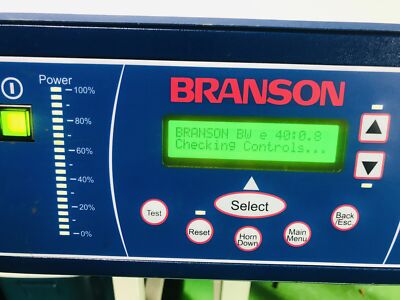 Power
BRANSON
100%
80%
60%
40%
20%
0%
BRANSON BW e 40:0.8
Checking Controls...
Select
Test
Reset
Horn
Down
Main
Menu
Back/
Esc.